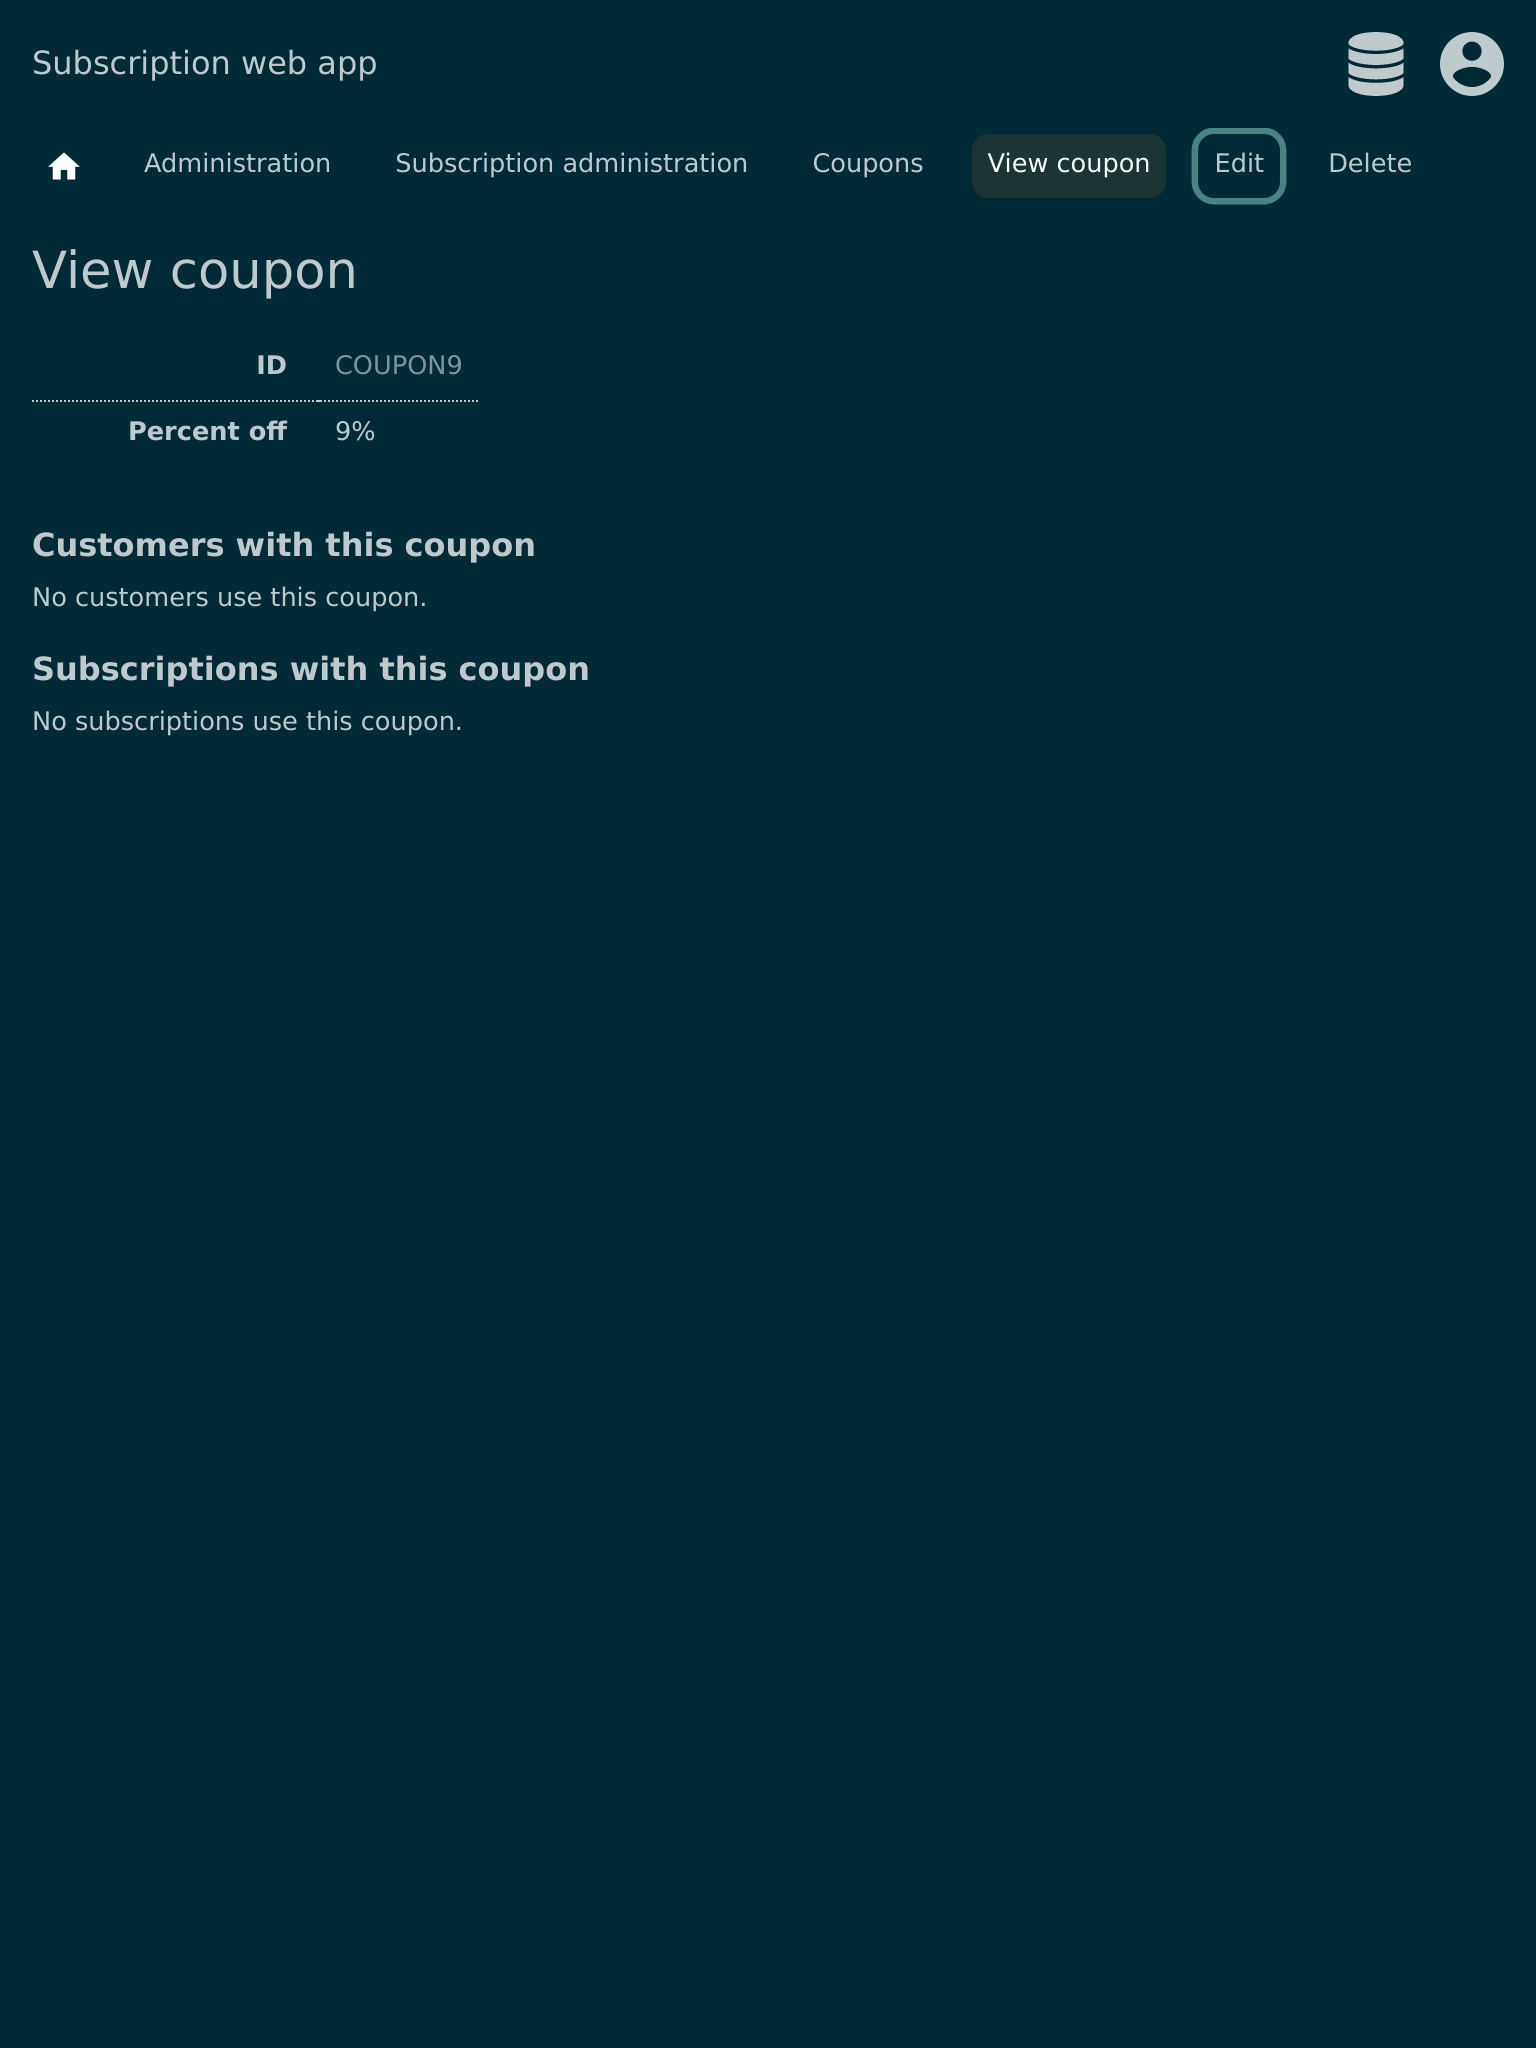 Subscription web app
Administration Subscription administration Coupons View coupon Edit Delete
View coupon
ID COUPON9
Percent off 9%
Customers with this coupon
No customers use this coupon.
Subscriptions with this coupon
No subscriptions use this coupon.